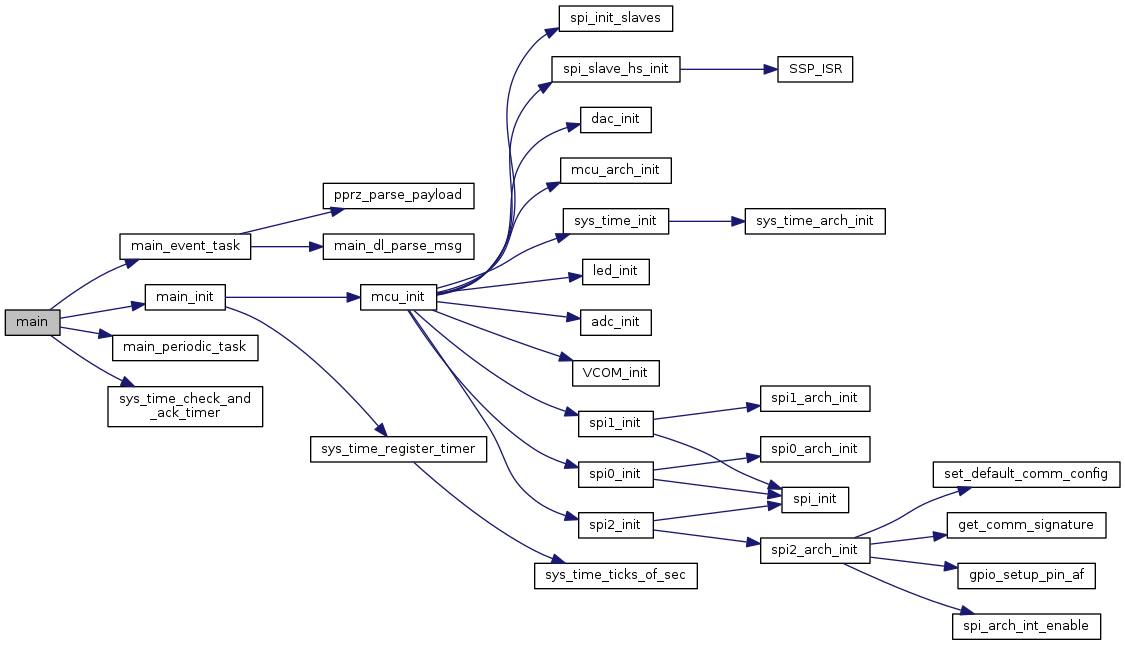 spi_init_slaves
spi_slave_hs_init
SSP_ISR
dac_init
mcu_arch_init
pprz_parse_payload
sys_time_init
sys_time_arch_init
main_event_task
main_dl_parse_msg
led_init
main_init
mcu_init
main
adc_init
main_periodic_task
VCOM_init
sys_time_check_and
_ack_timer
spi1_init
spi1_arch_init
sys_time_register_timer
spi0_init
spi0_arch_init
set_default_comm_config
spi_init
spi2_init
get_comm_signature
spi2_arch_init
sys_time_ticks_of_sec
gpio_setup_pin_af
spi_arch_int_enable